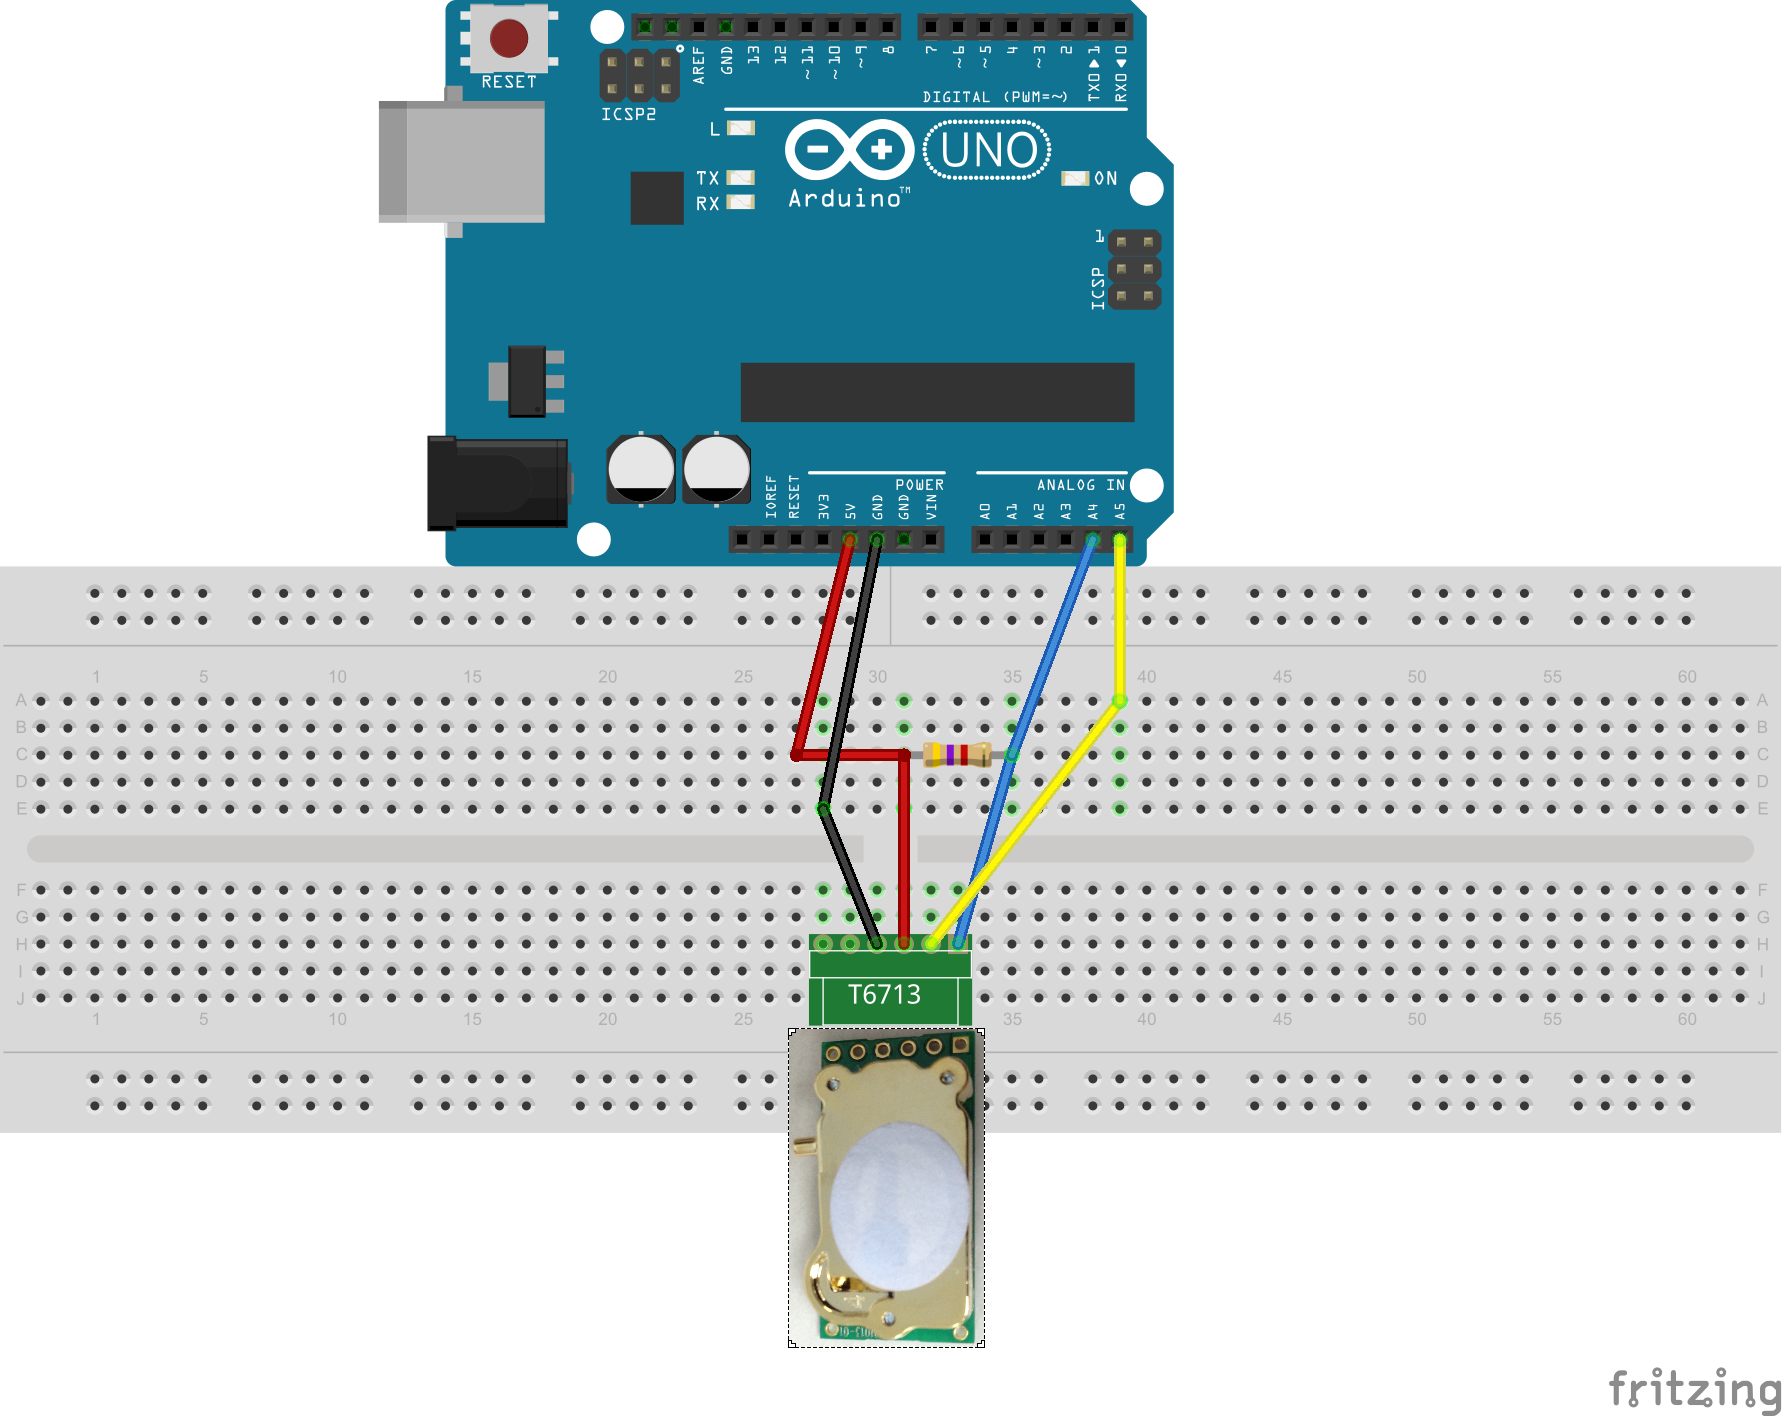 RESET
ICSP2
AREF
GND
13
12
~11
~10
~9
8
7
~6
~5
4
~3
2
TX0 ▶ 1
RX0 ◀ 0
DIGITAL (PWM=~)
L
TX
RX
Arduino™
UNO
ON
1
ICSP
POWER
ANALOG IN
IOREF
RESET
3V3
5V
GND
GND
VIN
A0
A1
A2
A3
A4
A5
1 5 10 15 20 25 30 35 40 45 50 55 60
A A
B B
C C
D D
E E
F F
G G
H H
I I
J J
T6713
1 5 10 15 20 25 35 40 45 50 55 60
fritzing